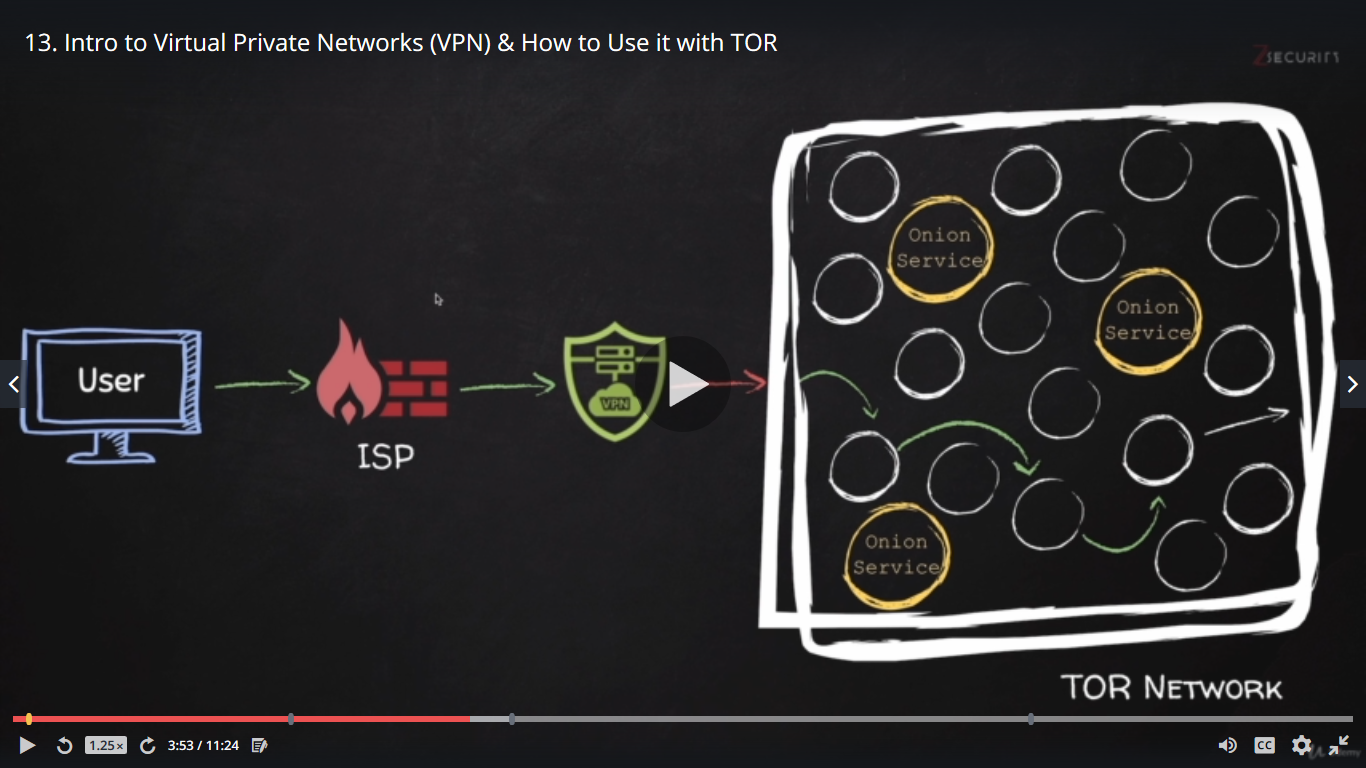 13. Intro to Virtual Private Networks (VPN) & How to Use it with TOR
ZSECURITY
Onion
Service
Onion
Service
User
VPN
ISP
Onion
Service
TOR NETWORK
1.25x
3:53 / 11:24
CC